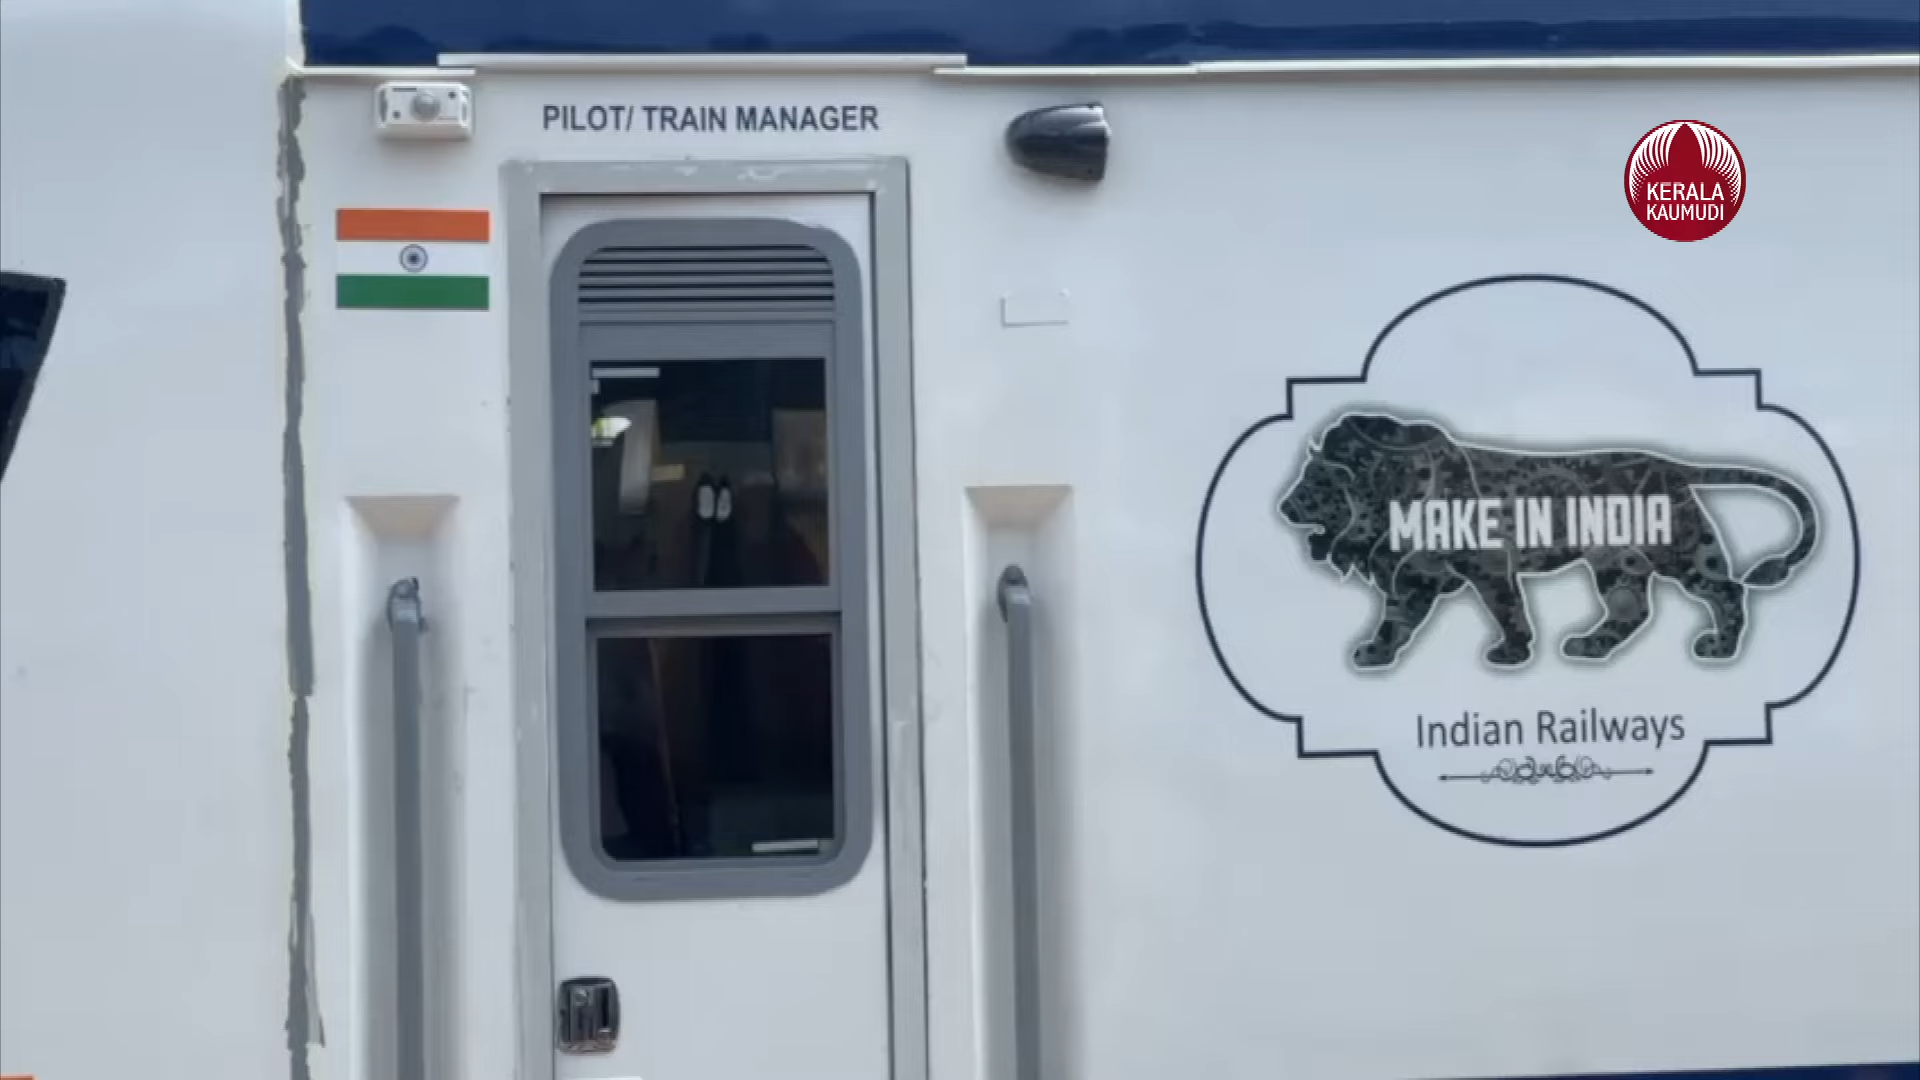 PILOT/ TRAIN MANAGER
KERALA
KAUMUDI
MAKE IN INDIA
Indian Railways